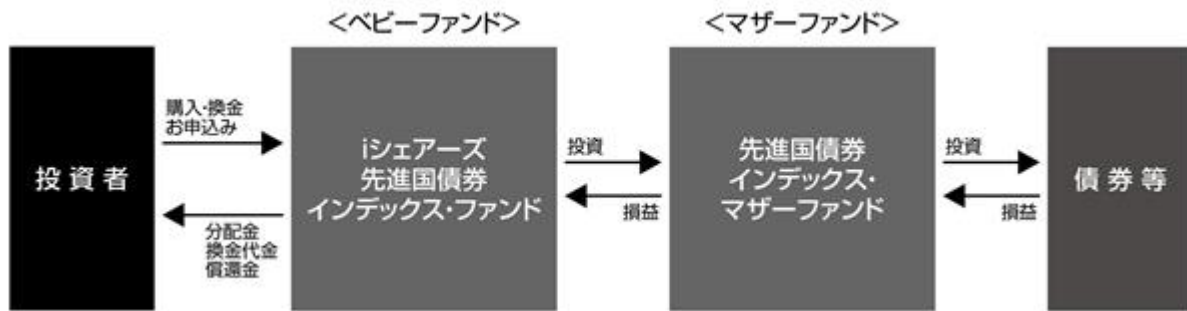 <ベビーファンド>
<マザーファンド>
投資者
購入・換金
お申込み
分配金
換金代金
償還金
iシェアーズ
先進国債券
インデックス・ファンド
投資
損益
先進国債券
インデックス・
マザーファンド
投資
損益
債券等